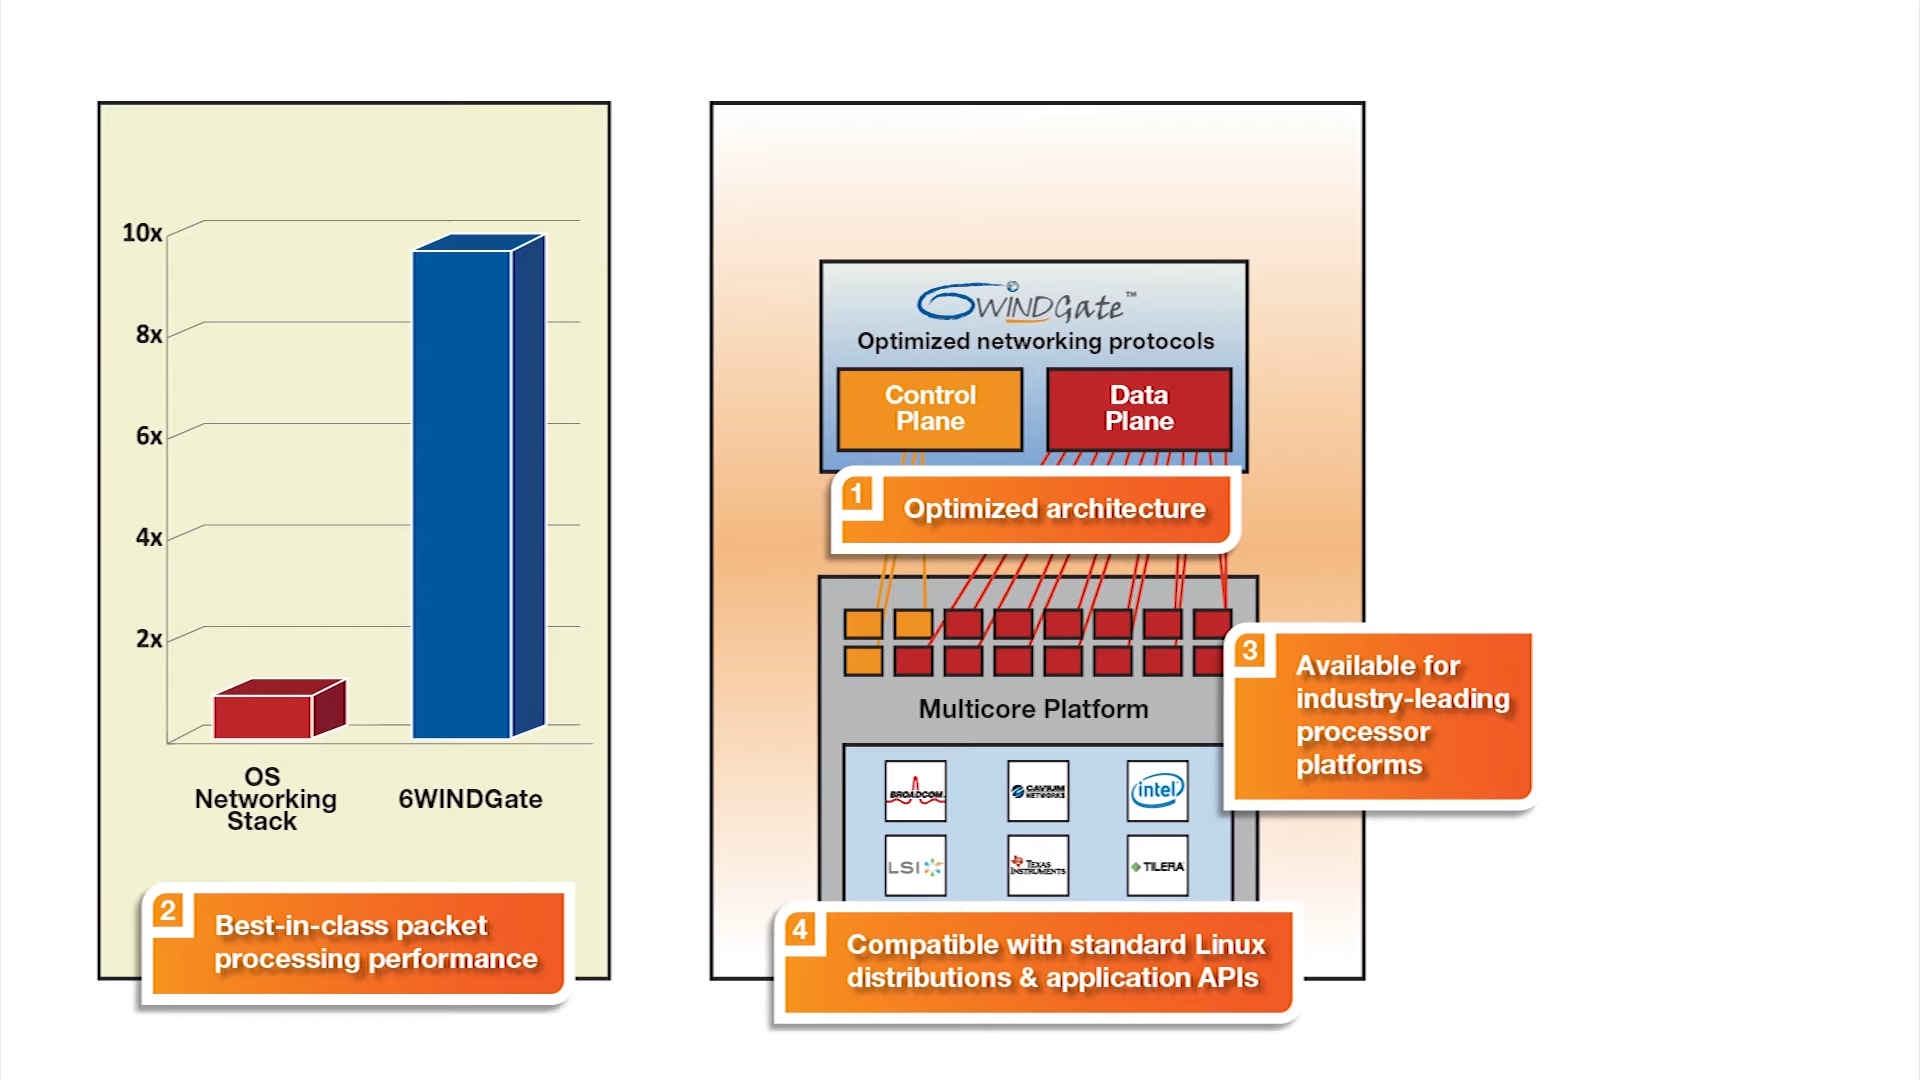 10x
8x
6x
4x
2x
OS
Networking
Stack
6WINDGate
2
Best-in-class packet
processing performance
6WINDGate™
Optimized networking protocols
Control
Plane
Data
Plane
1
Optimized architecture
Multicore Platform
3
Available for
industry-leading
processor
platforms
BROADCOM
CAVIUM
NETWORKS
intel
LSI
TEXAS
INSTRUMENTS
TILERA
4
Compatible with standard Linux
distributions & application APIs